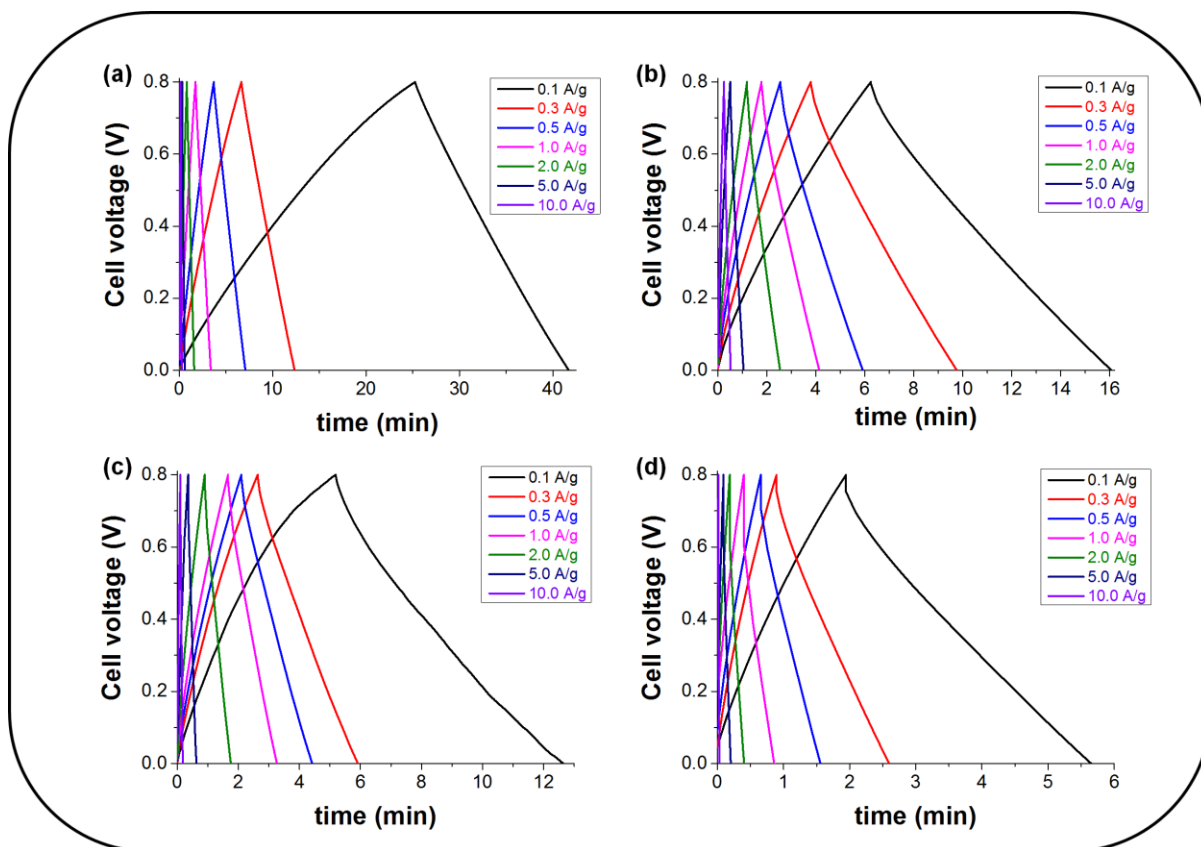 (a)
0.8
0.6
0.4
0.2
0.0
Cell voltage (V)
0 10 20 30 40
time (min)
0.1 A/g
0.3 A/g
0.5 A/g
1.0 A/g
2.0 A/g
5.0 A/g
10.0 A/g
(b)
0.8
0.6
0.4
0.2
0.0
Cell voltage (V)
0 2 4 6 8 10 12 14 16
time (min)
0.1 A/g
0.3 A/g
0.5 A/g
1.0 A/g
2.0 A/g
5.0 A/g
10.0 A/g
(c)
0.8
0.6
0.4
0.2
0.0
Cell voltage (V)
0 2 4 6 8 10 12
time (min)
0.1 A/g
0.3 A/g
0.5 A/g
1.0 A/g
2.0 A/g
5.0 A/g
10.0 A/g
(d)
0.8
0.6
0.4
0.2
0.0
Cell voltage (V)
0 1 2 3 4 5 6
time (min)
0.1 A/g
0.3 A/g
0.5 A/g
1.0 A/g
2.0 A/g
5.0 A/g
10.0 A/g